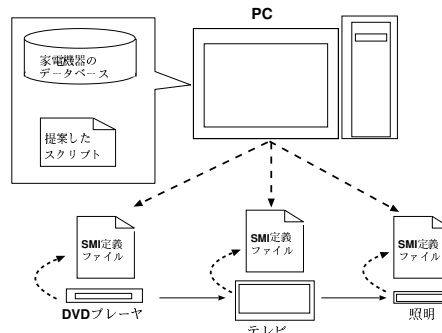 PC
家電機器の
データベース
提案した
スクリプト
SMI定義
ファイル
SMI定義
ファイル
SMI定義
ファイル
DVDプレーヤ
テレビ
照明